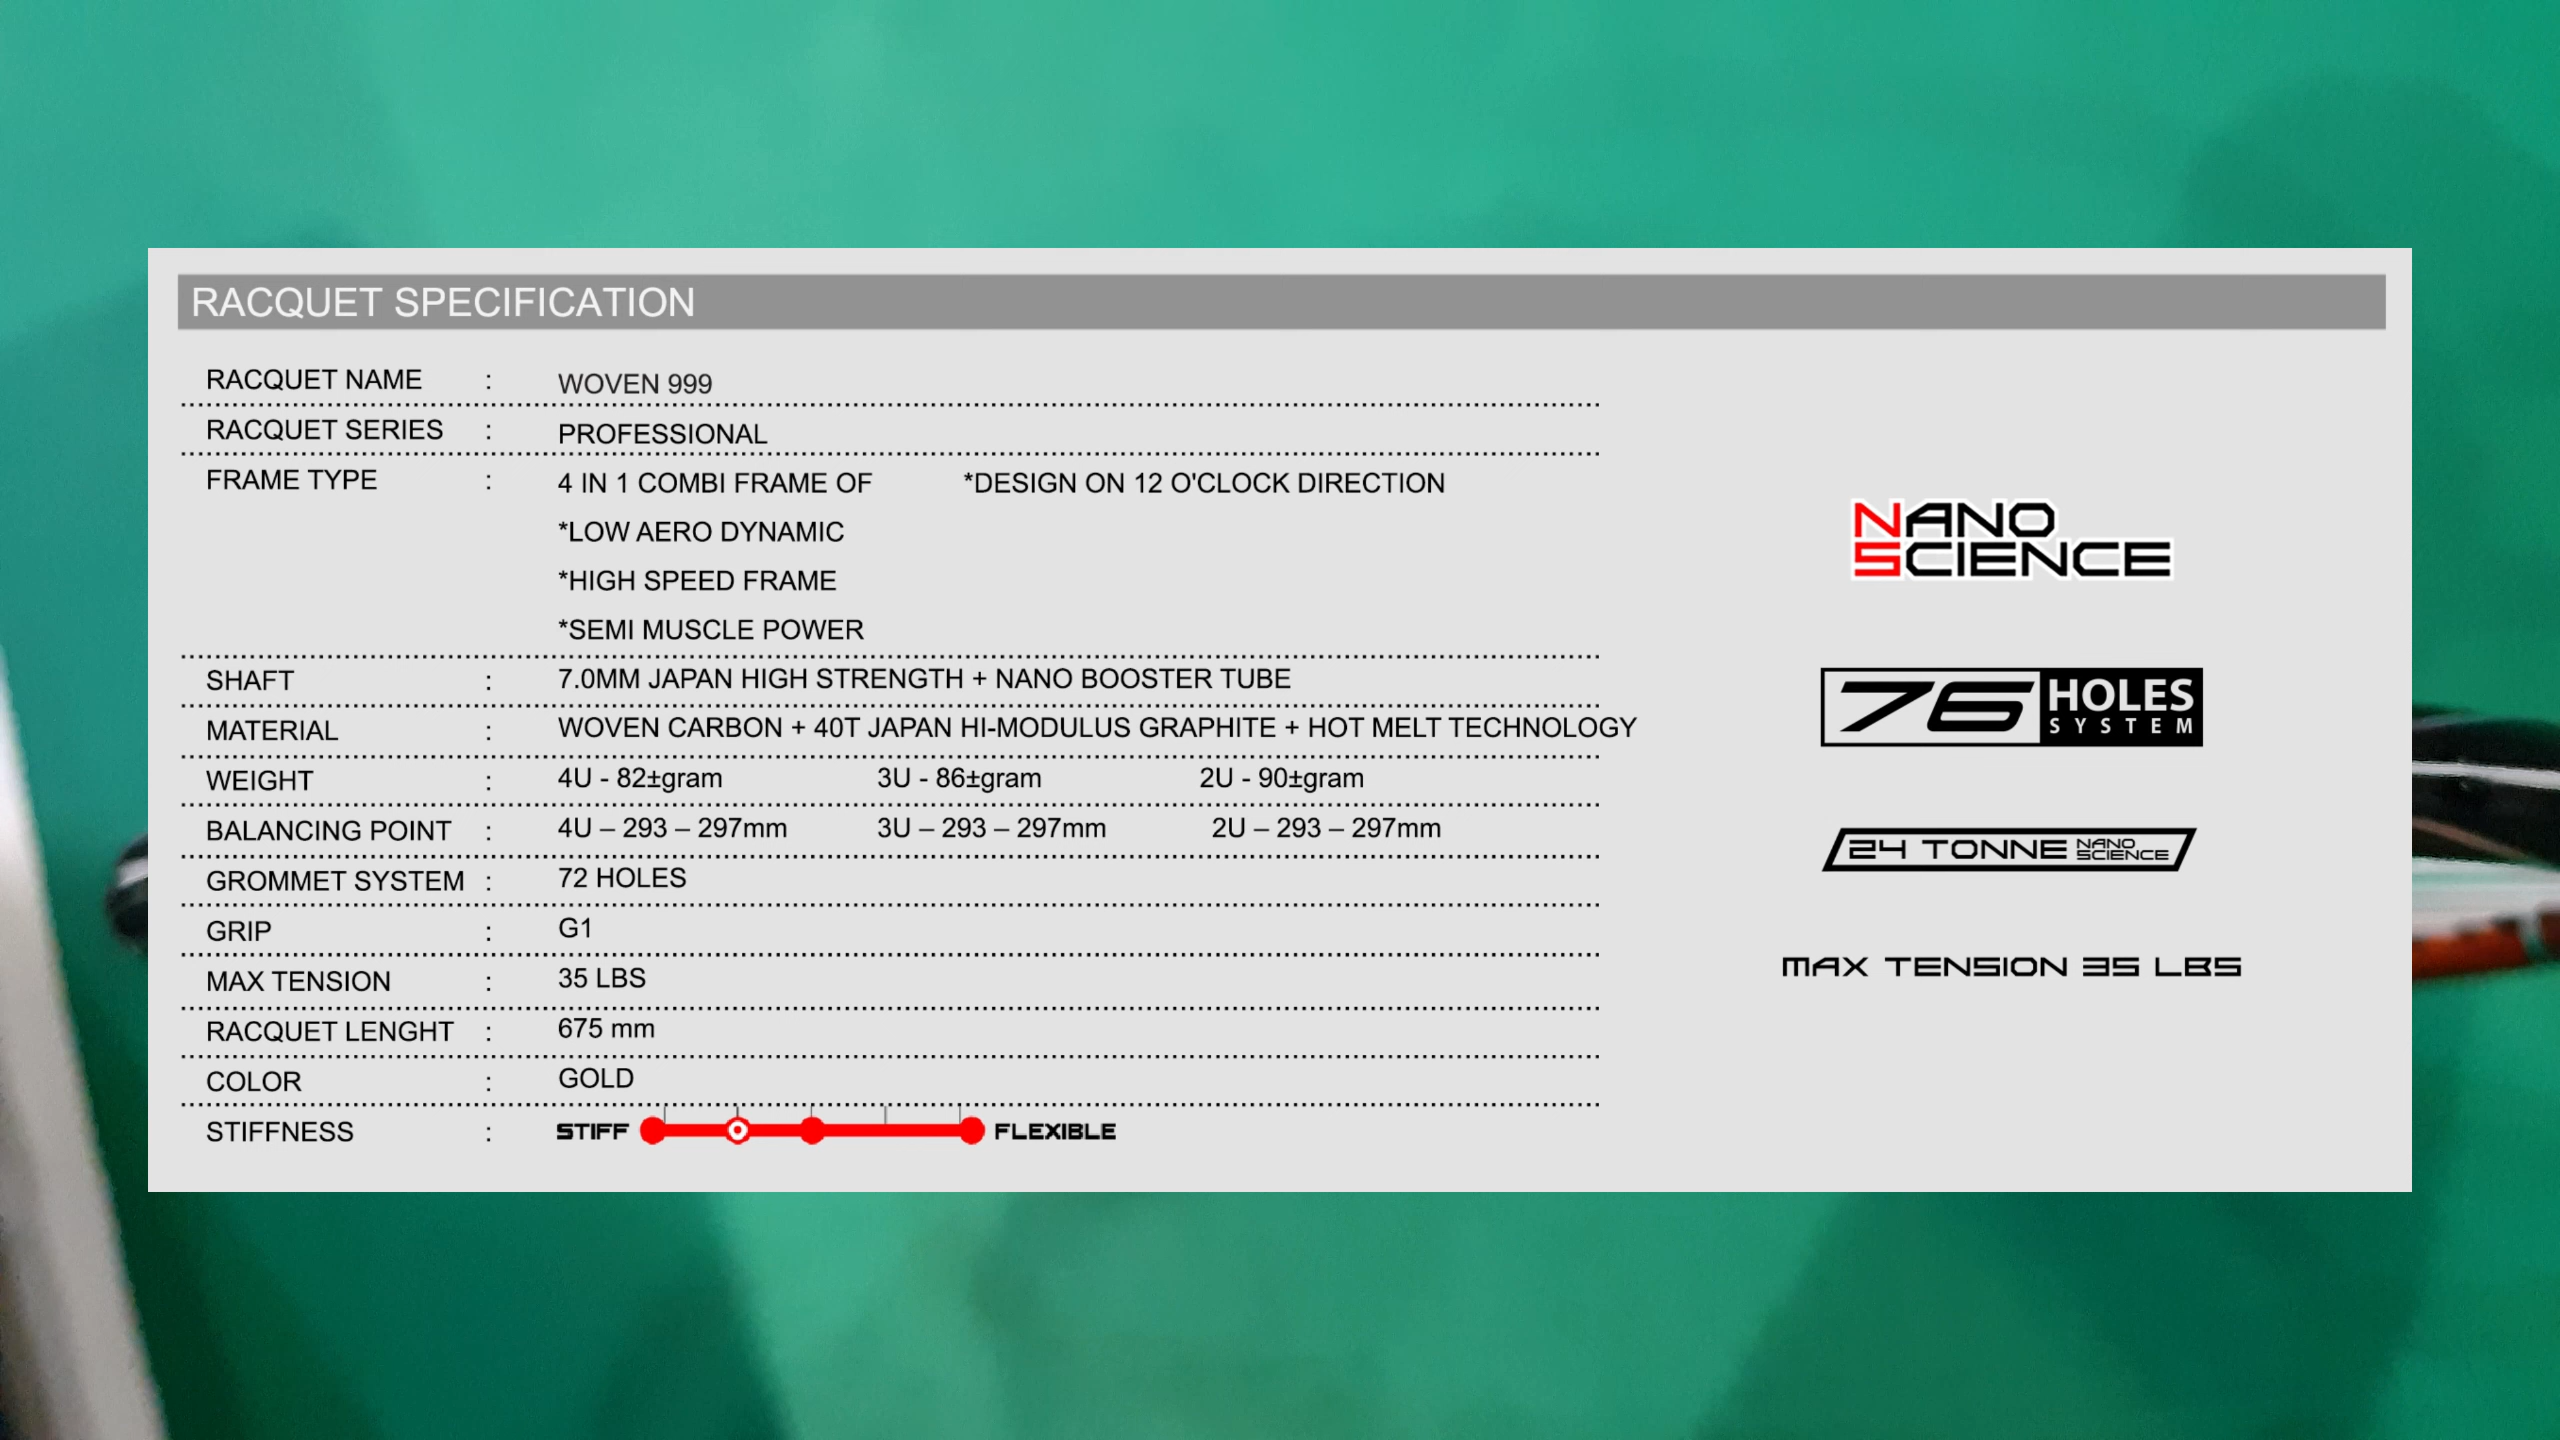 RACQUET SPECIFICATION
RACQUET NAME : WOVEN 999
RACQUET SERIES : PROFESSIONAL
FRAME TYPE : 4 IN 1 COMBI FRAME OF *DESIGN ON 12 O'CLOCK DIRECTION
*LOW AERO DYNAMIC
*HIGH SPEED FRAME
*SEMI MUSCLE POWER
SHAFT : 7.0MM JAPAN HIGH STRENGTH + NANO BOOSTER TUBE
MATERIAL : WOVEN CARBON + 40T JAPAN HI-MODULUS GRAPHITE + HOT MELT TECHNOLOGY
WEIGHT : 4U - 82±gram 3U - 86±gram 2U - 90±gram
BALANCING POINT : 4U – 293 – 297mm 3U – 293 – 297mm 2U – 293 – 297mm
GROMMET SYSTEM : 72 HOLES
GRIP : G1
MAX TENSION : 35 LBS
RACQUET LENGHT : 675 mm
COLOR : GOLD
STIFFNESS : STIFF FLEXIBLE
NANO
SCIENCE
76 HOLES
SYSTEM
24 TONNE NANO
SCIENCE
MAX TENSION 35 LBS